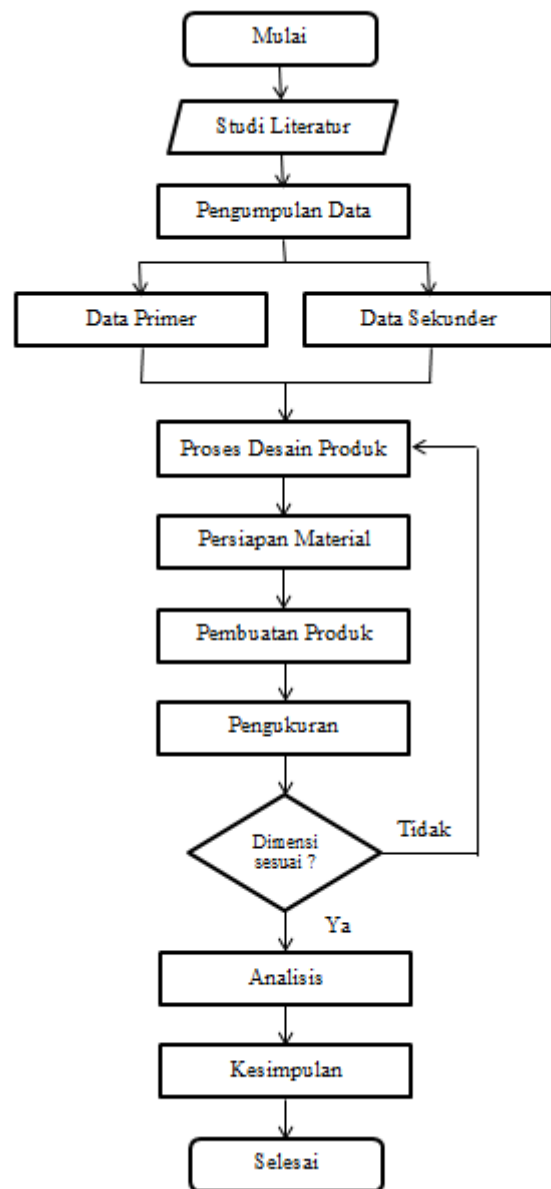 Mulai
Studi Literatur
Pengumpulan Data
Data Primer
Data Sekunder
Proses Desain Produk
Persiapan Material
Pembuatan Produk
Pengukuran
Dimensi
sesuai ?
Tidak
Ya
Analisis
Kesimpulan
Selesai